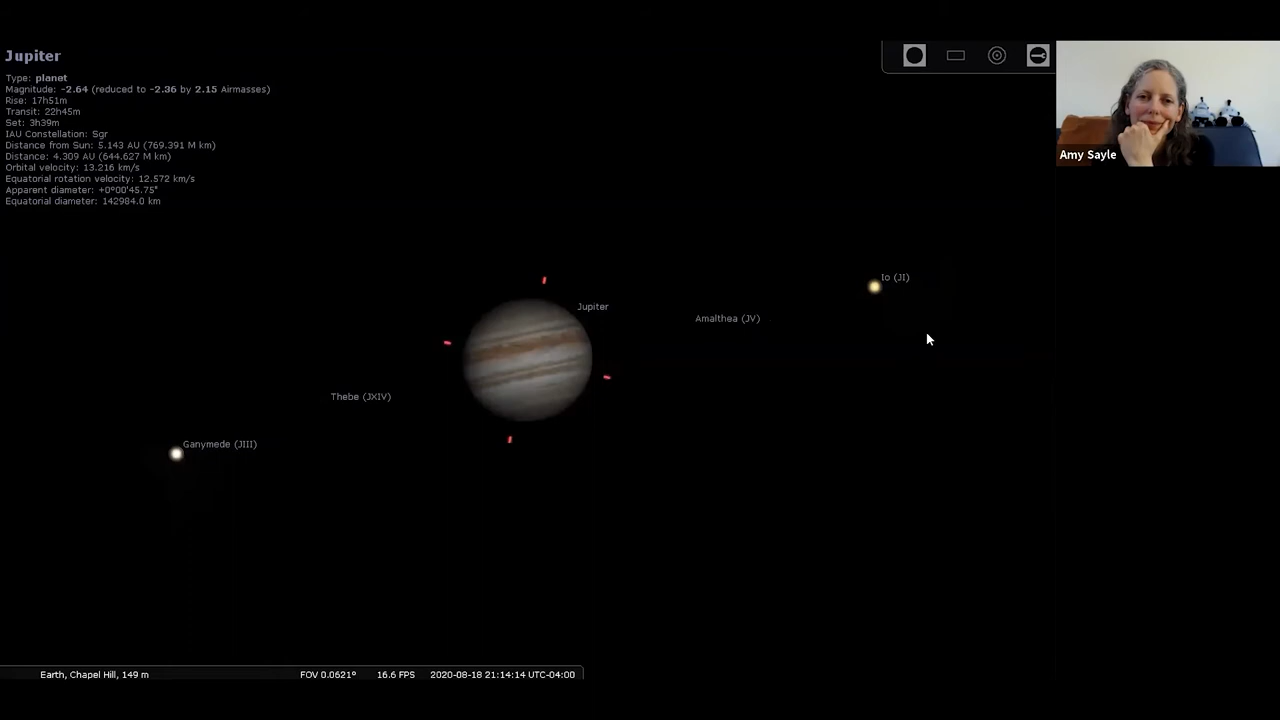 Jupiter
Type: planet
Magnitude: -2.64 (reduced to -2.36 by 2.15 Airmasses)
Rise: 17h51m
Transit: 22h45m
Set: 3h39m
IAU Constellation: Sgr
Distance from Sun: 5.143 AU (769.391 M km)
Distance: 4.309 AU (644.627 M km)
Orbital velocity: 13.216 km/s
Equatorial rotation velocity: 12.572 km/s
Apparent diameter: +0°00'45.75"
Equatorial diameter: 142984.0 km
Amy Sayle
Io (JI)
Jupiter
Amalthea (JV)
Thebe (JXIV)
Ganymede (JIII)
Earth, Chapel Hill, 149 m FOV 0.0621° 16.6 FPS 2020-08-18 21:14:14 UTC-04:00